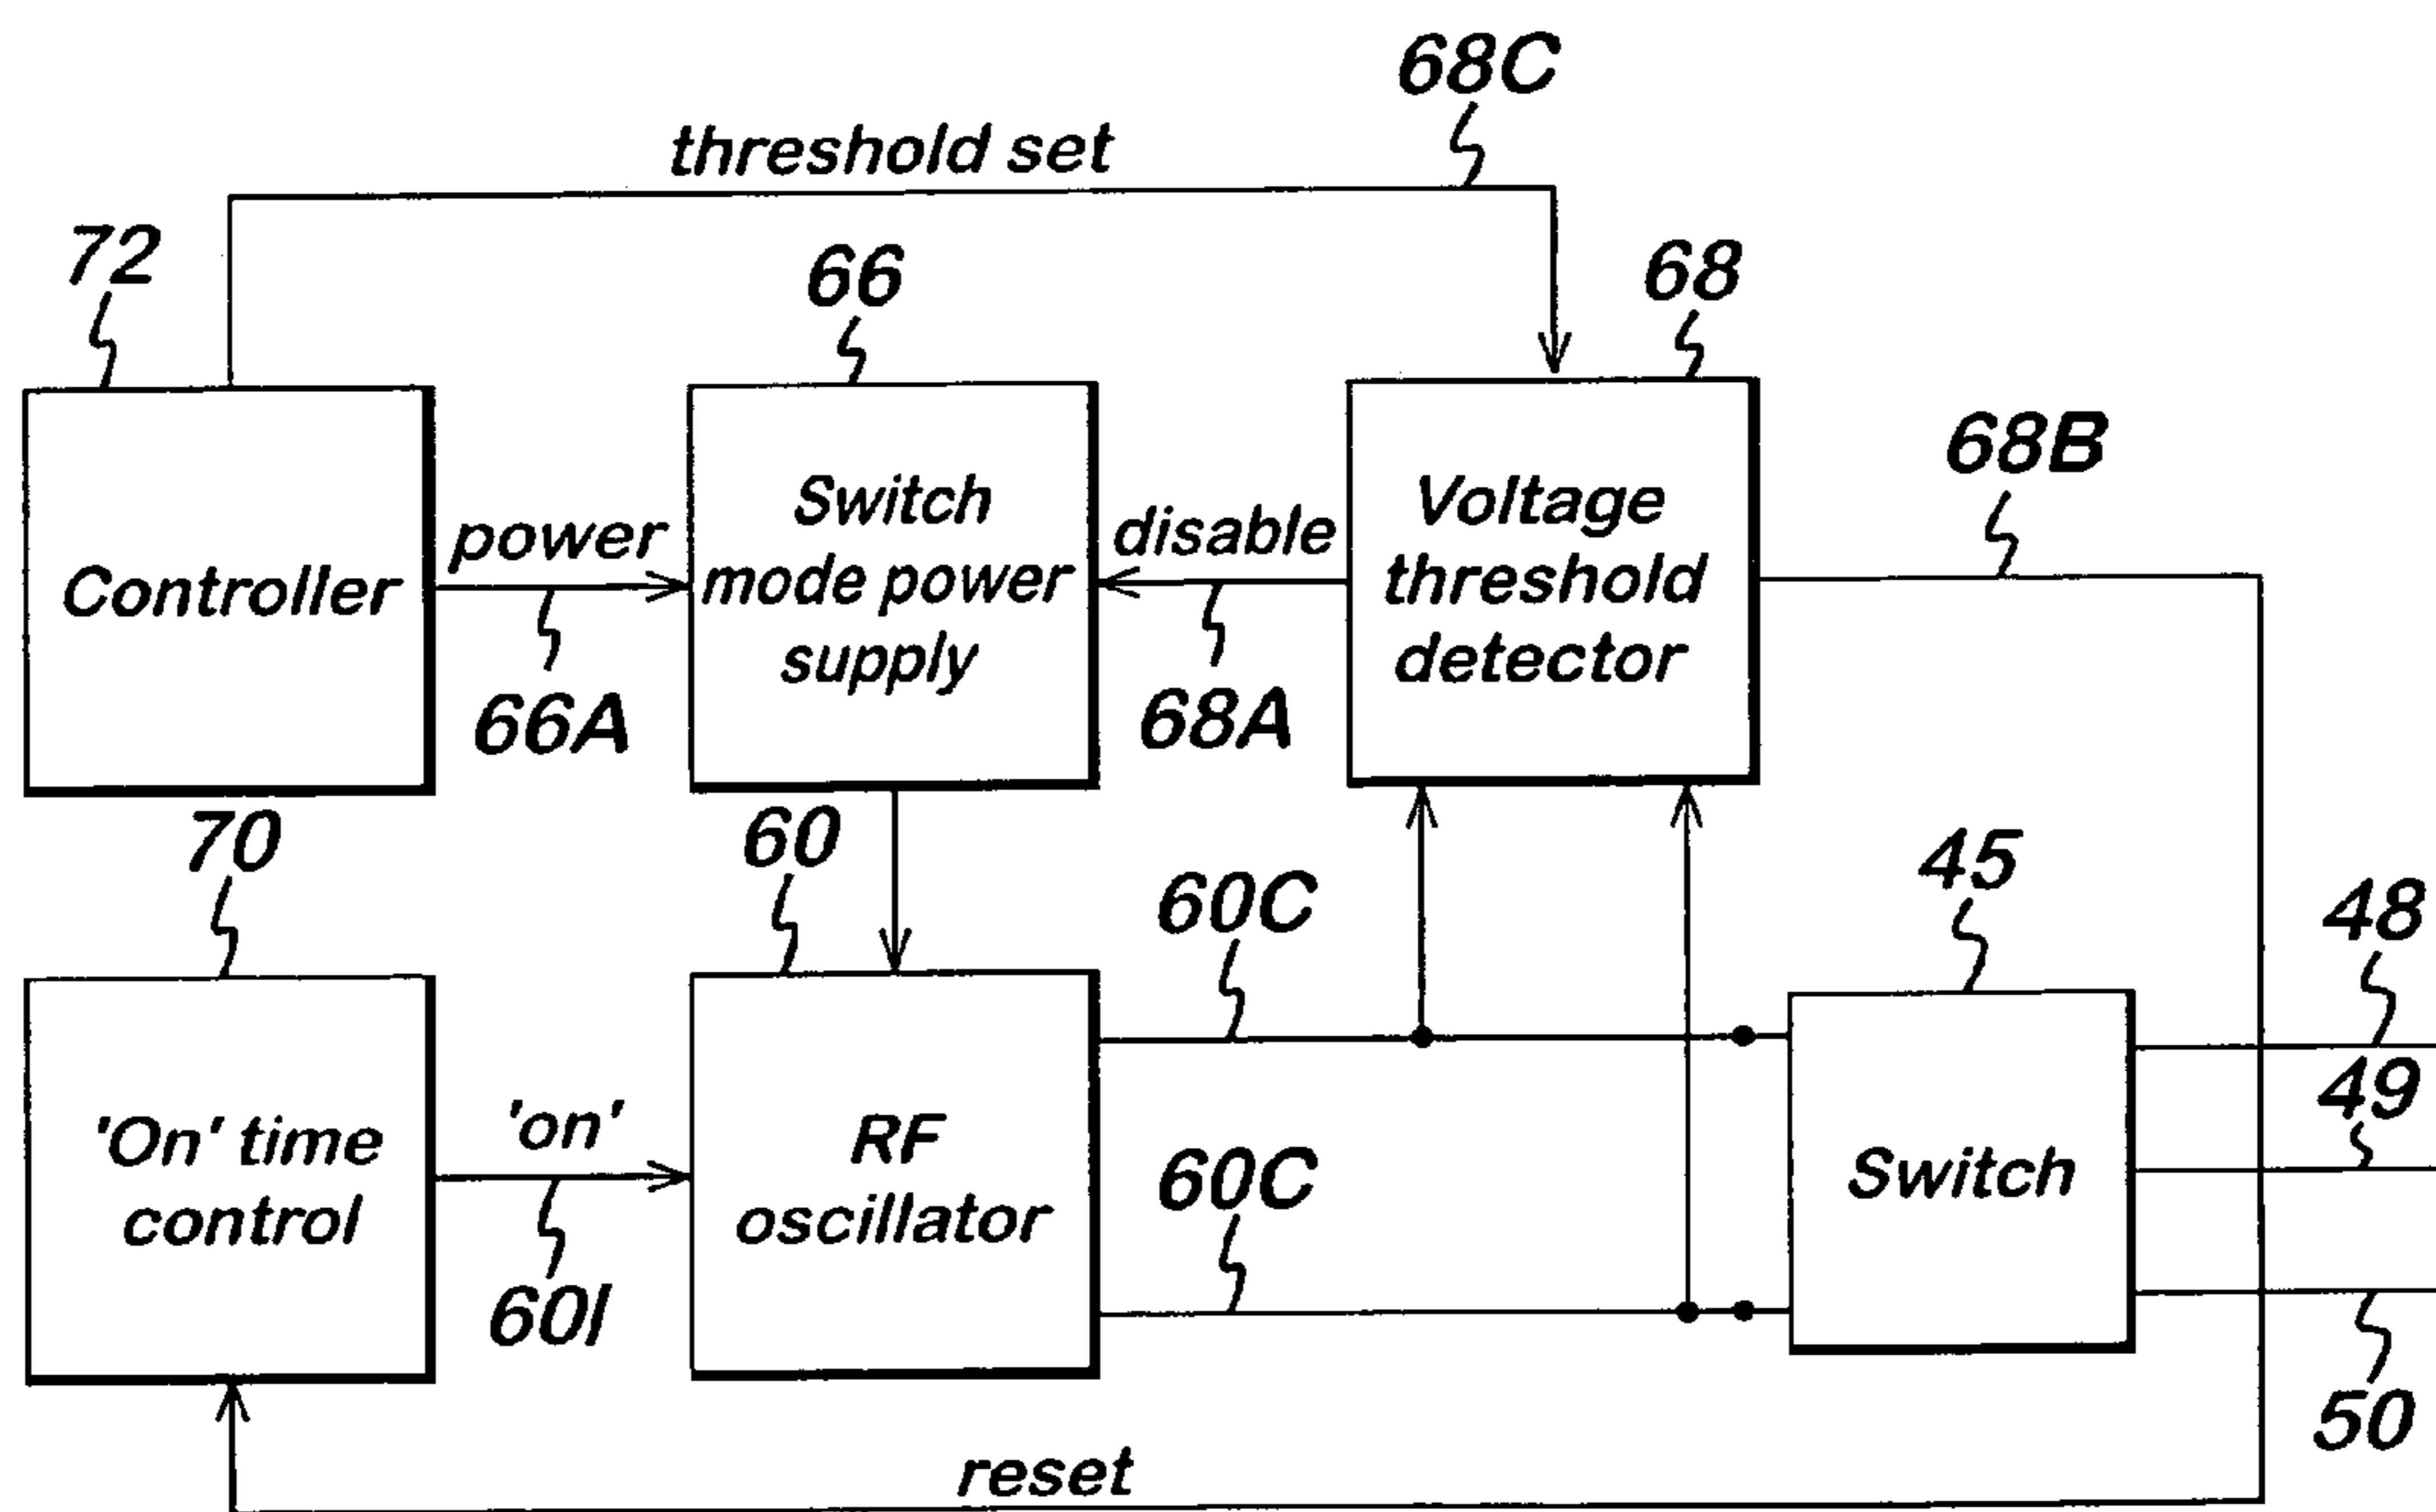 68C
threshold set
72
66
68
68B
Controller
power
66A
Switch
mode power
supply
disable
68A
Voltage
threshold
detector
70
60
60C
45
48
49
'On' time
control
'on'
60I
RF
oscillator
60C
Switch
50
reset